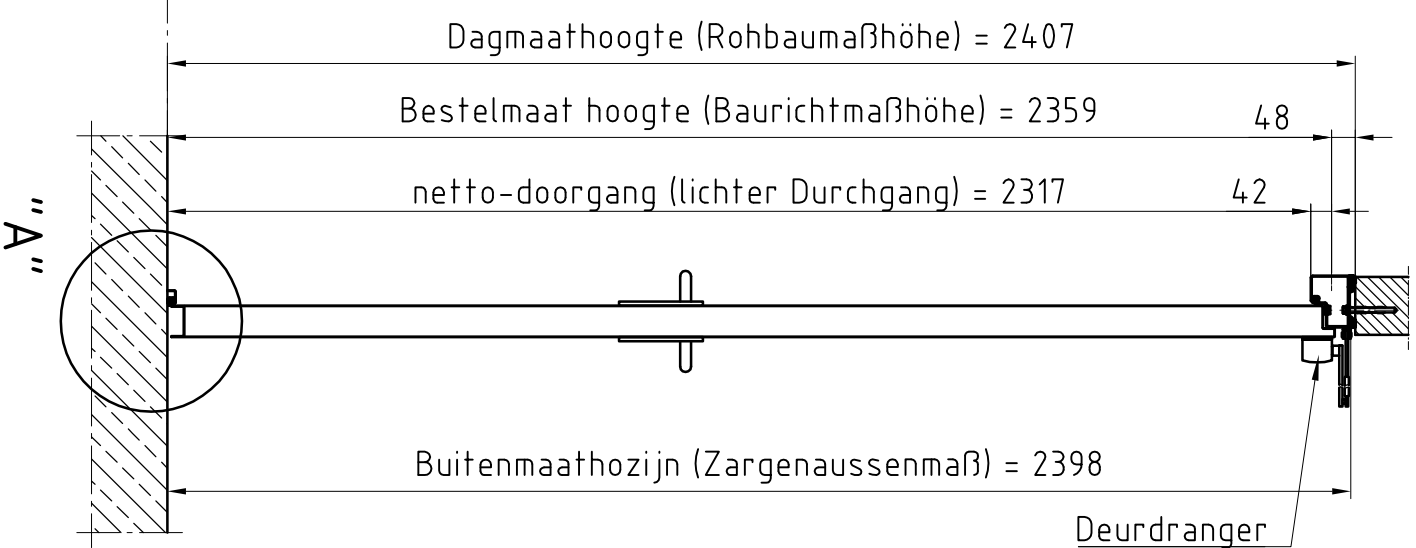 Dagmaathoogte (Rohbaumaßhöhe) = 2407
Bestelmaat hoogte (Baurichtmaßhöhe) = 2359
48
netto-doorgang (lichter Durchgang) = 2317
42
"A"
Buitenmaathozijn (Zargenaussenmaß) = 2398
Deurdranger